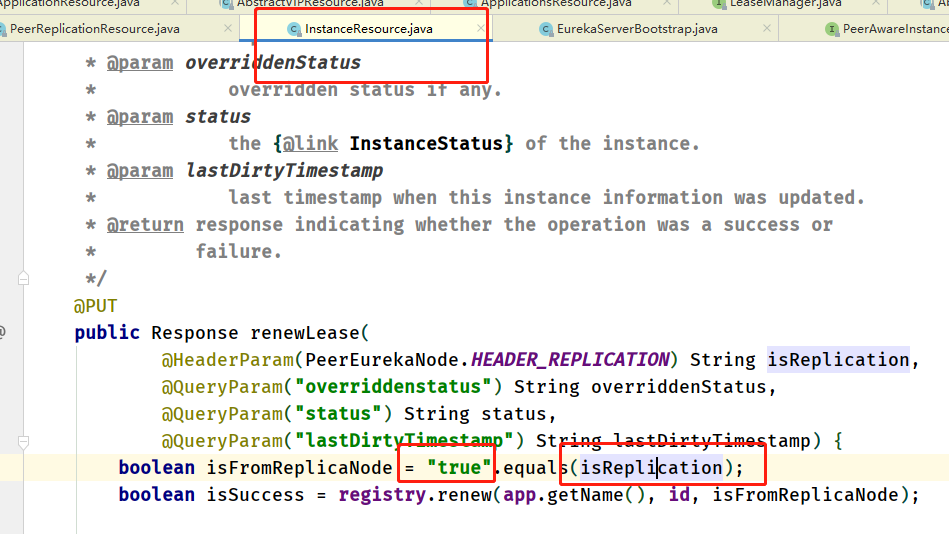 ApplicationResource.java AbstractVIPResource.java ApplicationsResource.java LeaseManager.java
PeerReplicationResource.java InstanceResource.java EurekaServerBootstrap.java PeerAwareInstanc
* @param overriddenStatus
* overridden status if any.
* @param status
* the {@link InstanceStatus} of the instance.
* @param lastDirtyTimestamp
* last timestamp when this instance information was updated.
* @return response indicating whether the operation was a success or
* failure.
*/
@PUT
public Response renewLease(
@HeaderParam(PeerEurekaNode.HEADER_REPLICATION) String isReplication,
@QueryParam("overriddenstatus") String overriddenStatus,
@QueryParam("status") String status,
@QueryParam("lastDirtyTimestamp") String lastDirtyTimestamp) {
boolean isFromReplicaNode = "true".equals(isReplication);
boolean isSuccess = registry.renew(app.getName(), id, isFromReplicaNode);